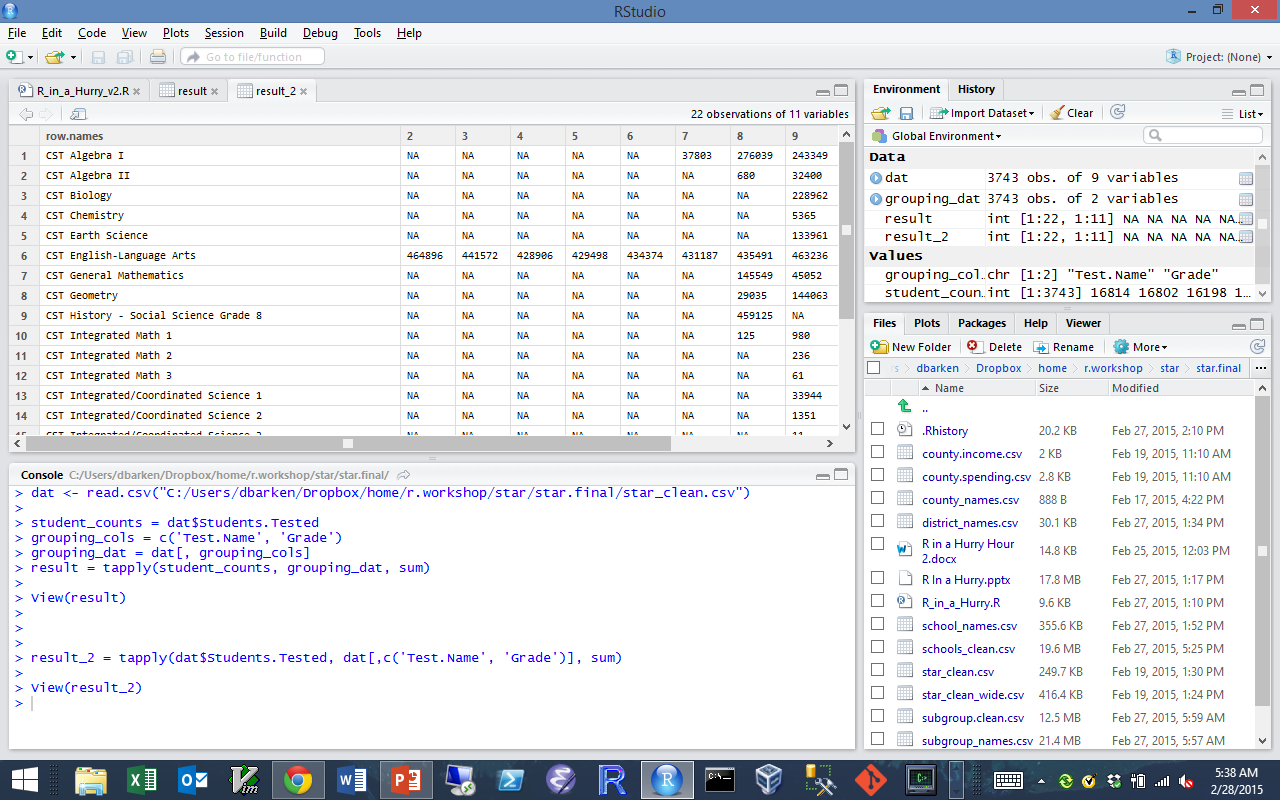 RStudio
File Edit Code View Plots Session Build Debug Tools Help
Go to file/function
Project: (None)
R_in_a_Hurry_v2.R result result_2
22 observations of 11 variables
row.names 2 3 4 5 6 7 8 9
1 CST Algebra I NA NA NA NA NA 37803 276039 243349
2 CST Algebra II NA NA NA NA NA NA 680 32400
3 CST Biology NA NA NA NA NA NA NA 228962
4 CST Chemistry NA NA NA NA NA NA NA 5365
5 CST Earth Science NA NA NA NA NA NA NA 133961
6 CST English-Language Arts 464896 441572 428906 429498 434374 431187 435491 463236
7 CST General Mathematics NA NA NA NA NA NA 145549 45052
8 CST Geometry NA NA NA NA NA NA 29035 144063
9 CST History - Social Science Grade 8 NA NA NA NA NA NA 459125 NA
10 CST Integrated Math 1 NA NA NA NA NA NA 125 980
11 CST Integrated Math 2 NA NA NA NA NA NA NA 236
12 CST Integrated Math 3 NA NA NA NA NA NA NA 61
13 CST Integrated/Coordinated Science 1 NA NA NA NA NA NA NA 33944
14 CST Integrated/Coordinated Science 2 NA NA NA NA NA NA NA 1351
Console C:/Users/dbarken/Dropbox/home/r.workshop/star/star.final/
> dat <- read.csv("C:/Users/dbarken/Dropbox/home/r.workshop/star/star.final/star_clean.csv")
>
> student_counts = dat$Students.Tested
> grouping_cols = c('Test.Name', 'Grade')
> grouping_dat = dat[, grouping_cols]
> result = tapply(student_counts, grouping_dat, sum)
>
> View(result)
>
>
>
> result_2 = tapply(dat$Students.Tested, dat[,c('Test.Name', 'Grade')], sum)
>
> View(result_2)
>
Environment History
Import Dataset Clear List
Global Environment
Data
dat 3743 obs. of 9 variables
grouping_dat 3743 obs. of 2 variables
result int [1:22, 1:11] NA NA NA NA NA…
result_2 int [1:22, 1:11] NA NA NA NA NA…
Values
grouping_col… chr [1:2] "Test.Name" "Grade"
student_coun… int [1:3743] 16814 16802 16198 1…
Files Plots Packages Help Viewer
New Folder Delete Rename More
s dbarken Dropbox home r.workshop star star.final ...
Name Size Modified
..
.Rhistory 20.2 KB Feb 27, 2015, 2:10 PM
county.income.csv 2 KB Feb 19, 2015, 11:10 AM
county.spending.csv 2.8 KB Feb 19, 2015, 11:10 AM
county_names.csv 888 B Feb 17, 2015, 4:22 PM
district_names.csv 30.1 KB Feb 27, 2015, 1:34 PM
R in a Hurry Hour
2.docx 14.8 KB Feb 25, 2015, 12:03 PM
R In a Hurry.pptx 17.8 MB Feb 27, 2015, 1:17 PM
R_in_a_Hurry.R 9.6 KB Feb 27, 2015, 1:10 PM
school_names.csv 355.6 KB Feb 27, 2015, 1:52 PM
schools_clean.csv 19.6 MB Feb 27, 2015, 5:25 PM
star_clean.csv 249.7 KB Feb 19, 2015, 1:30 PM
star_clean_wide.csv 416.4 KB Feb 19, 2015, 1:24 PM
subgroup.clean.csv 12.5 MB Feb 27, 2015, 5:59 AM
subgroup_names.csv 21.4 MB Feb 27, 2015, 5:57 AM
5:38 AM
2/28/2015